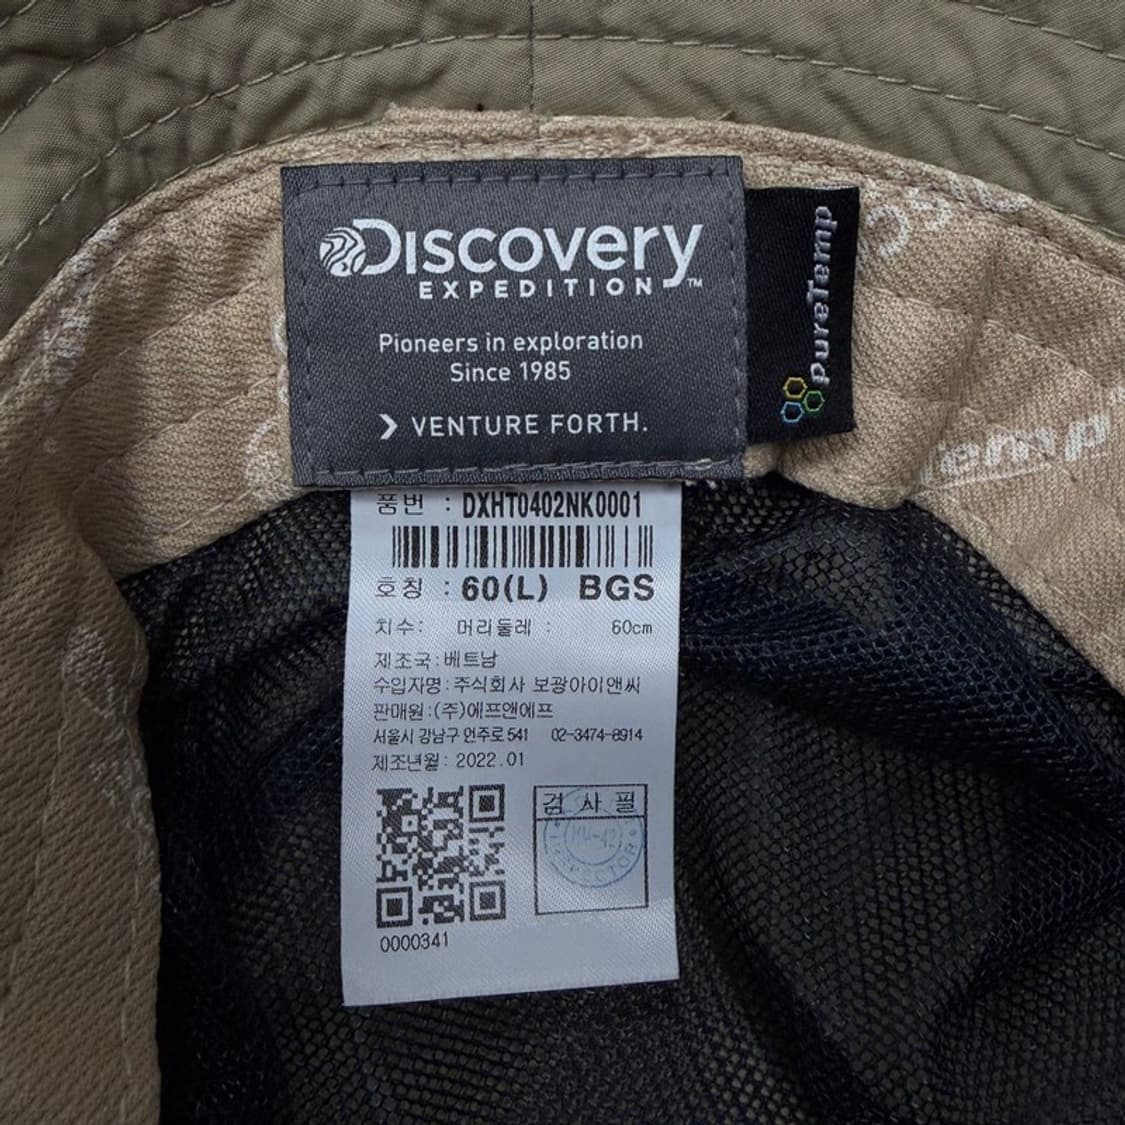 DISCOVERY
EXPEDITION™
Pioneers in exploration
Since 1985
VENTURE FORTH.
PureTemp
품번 : DXHT0402NK0001
호칭 : 60(L) BGS
치수: 머리둘레 : 60cm
제조국:베트남
수입자명:주식회사 보광아이앤씨
판매원:(주)에프앤에프
서울시 강남구 언주로 541 02-3474-8914
제조년월: 2022.01
검 사 필
INSPECTOR
0000341